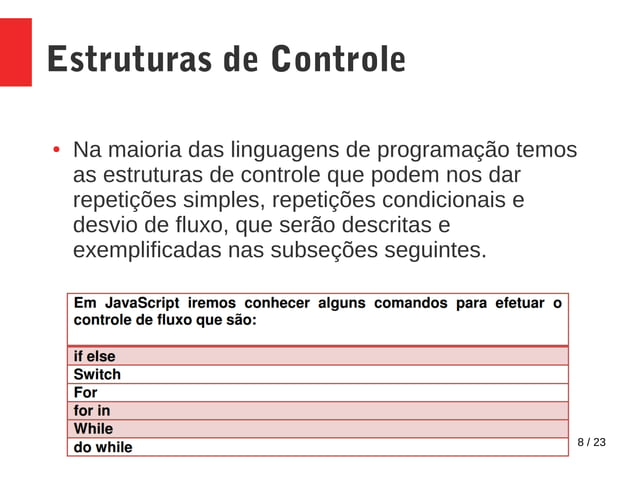 Estruturas de Controle
• Na maioria das linguagens de programação temos
as estruturas de controle que podem nos dar
repetições simples, repetições condicionais e
desvio de fluxo, que serão descritas e
exemplificadas nas subseções seguintes.
Em JavaScript iremos conhecer alguns comandos para efetuar o
controle de fluxo que são:
if else
Switch
For
for in
While
do while
8 / 23